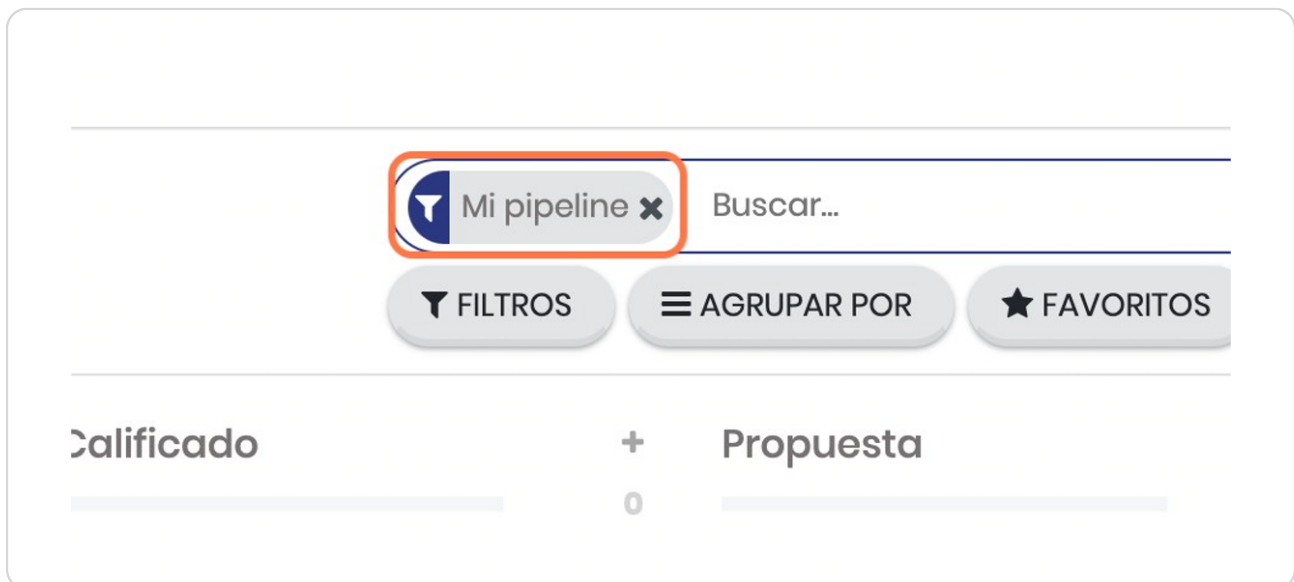 Mi pipeline Buscar...
FILTROS AGRUPAR POR FAVORITOS
Calificado + Propuesta
0